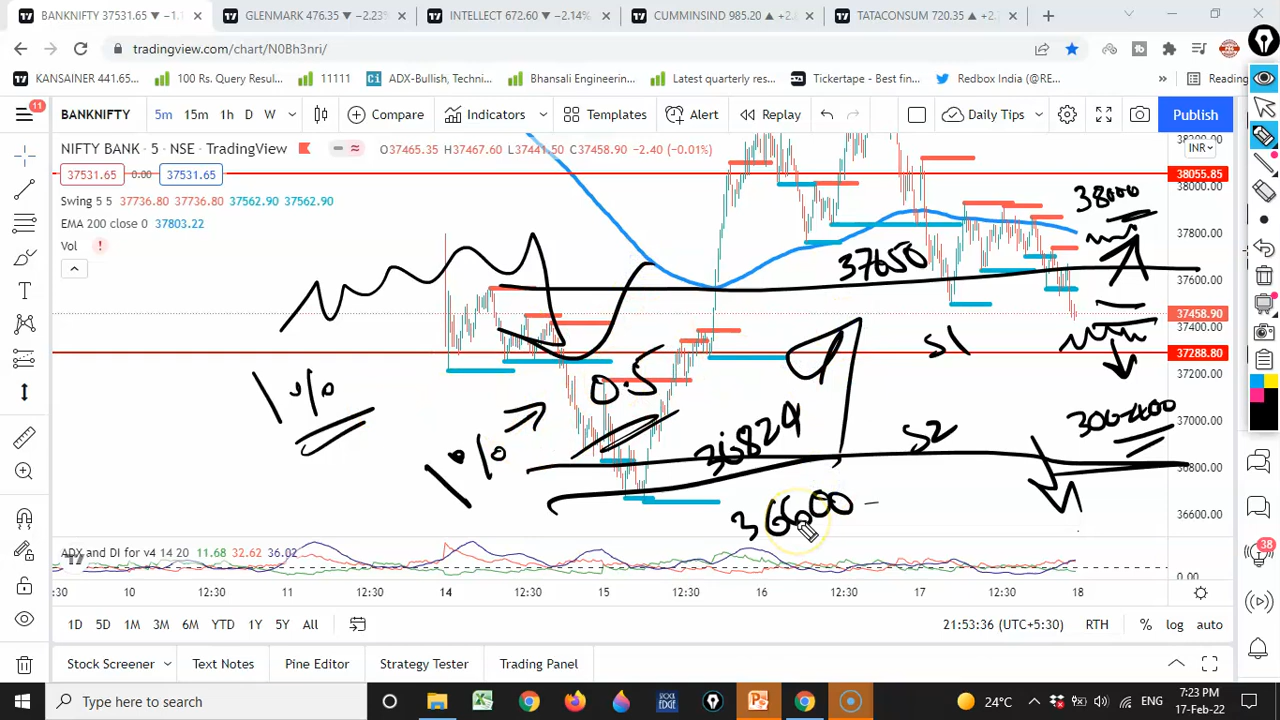 BANKNIFTY 37531.65 ▼ −1.1
GLENMARK 476.35 ▼ −2.23%
INTELLECT 672.60 ▼ −2.14%
CUMMINSIND 985.20 ▲ +2.
TATACONSUM 720.35 ▲ +2.
tradingview.com/chart/N0Bh3nri/
KANSAINER 441.65...
100 Rs. Query Resul...
11111
ADX-Bullish, Techni...
Bhansali Engineerin...
Latest quarterly res...
Tickertape - Best fin...
Redbox India (@RE...
»
Reading
11
BANKNIFTY
5m 15m 1h D W
Compare
Indicators
Templates
Alert
Replay
Daily Tips
Publish
NIFTY BANK · 5 · NSE · TradingView
O37465.35 H37467.60 L37441.50 C37458.90 −2.40 (−0.01%)
INR
38200.00
37531.65 0.00 37531.65
38055.85
38000.00
Swing 5 5 37736.80 37736.80 37562.90 37562.90
38000
EMA 200 close 0 37803.22
37800.00
Vol
37650
37600.00
37458.90
37400.00
S1
37288.80
37200.00
1%
0.5
300-400
37000.00
36829
S2
1%
36800.00
36600 -
36600.00
ADX and DI for v4 14 20 11.68 32.62 36.02
0.00
38
:30 10 12:30 11 12:30 14 12:30 15 12:30 16 12:30 17 12:30 18
1D 5D 1M 3M 6M YTD 1Y 5Y All
21:53:36 (UTC+5:30)
RTH
% log auto
Stock Screener
Text Notes
Pine Editor
Strategy Tester
Trading Panel
Type here to search
24°C
ENG
7:23 PM
17-Feb-22